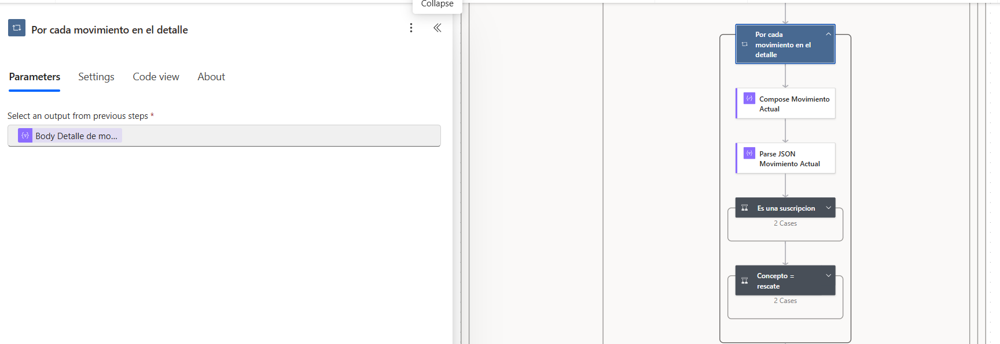 Collapse
Por cada movimiento en el detalle
Parameters Settings Code view About
Select an output from previous steps *
Body Detalle de mo...
Por cada
movimiento en el
detalle
Compose Movimiento
Actual
Parse JSON
Movimiento Actual
Es una suscripcion
2 Cases
Concepto =
rescate
2 Cases